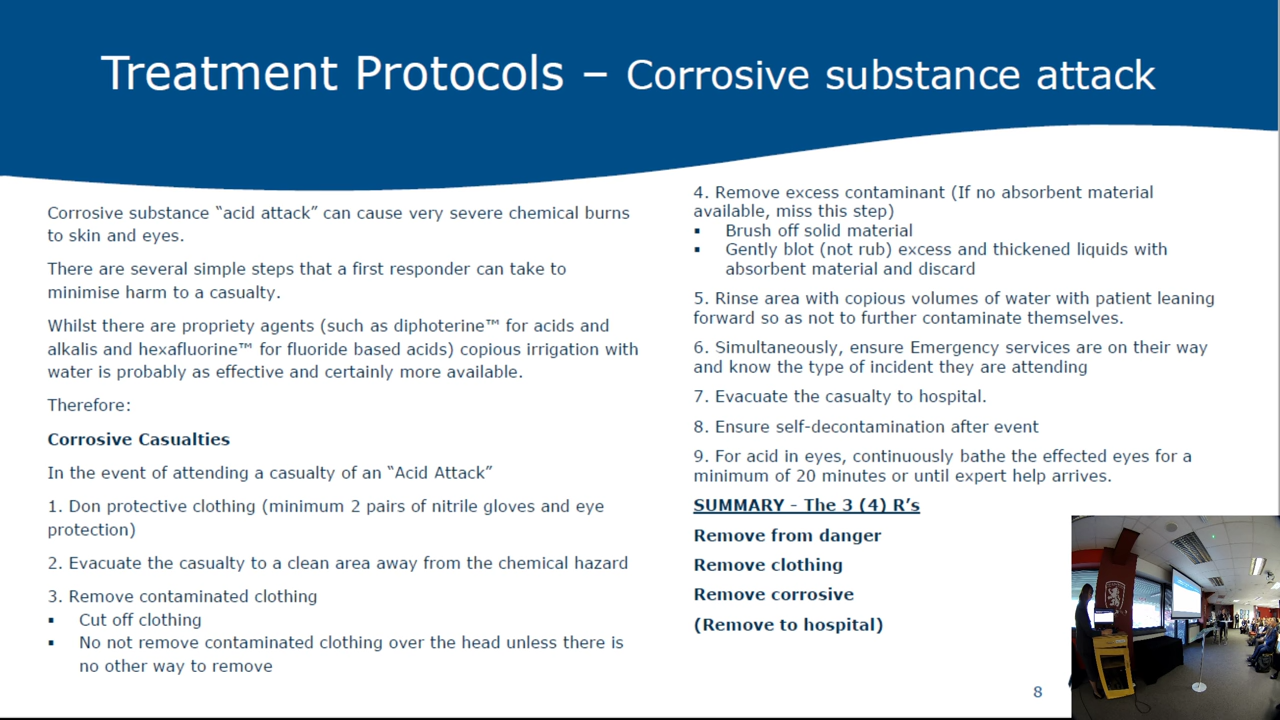 Treatment Protocols – Corrosive substance attack
Corrosive substance “acid attack” can cause very severe chemical burns
to skin and eyes.
There are several simple steps that a first responder can take to
minimise harm to a casualty.
Whilst there are propriety agents (such as diphoterine™ for acids and
alkalis and hexafluorine™ for fluoride based acids) copious irrigation with
water is probably as effective and certainly more available.
Therefore:
Corrosive Casualties
In the event of attending a casualty of an “Acid Attack”
1. Don protective clothing (minimum 2 pairs of nitrile gloves and eye
protection)
2. Evacuate the casualty to a clean area away from the chemical hazard
3. Remove contaminated clothing
▪ Cut off clothing
▪ No not remove contaminated clothing over the head unless there is
no other way to remove
4. Remove excess contaminant (If no absorbent material
available, miss this step)
▪ Brush off solid material
▪ Gently blot (not rub) excess and thickened liquids with
absorbent material and discard
5. Rinse area with copious volumes of water with patient leaning
forward so as not to further contaminate themselves.
6. Simultaneously, ensure Emergency services are on their way
and know the type of incident they are attending
7. Evacuate the casualty to hospital.
8. Ensure self-decontamination after event
9. For acid in eyes, continuously bathe the effected eyes for a
minimum of 20 minutes or until expert help arrives.
SUMMARY - The 3 (4) R’s
Remove from danger
Remove clothing
Remove corrosive
(Remove to hospital)
8